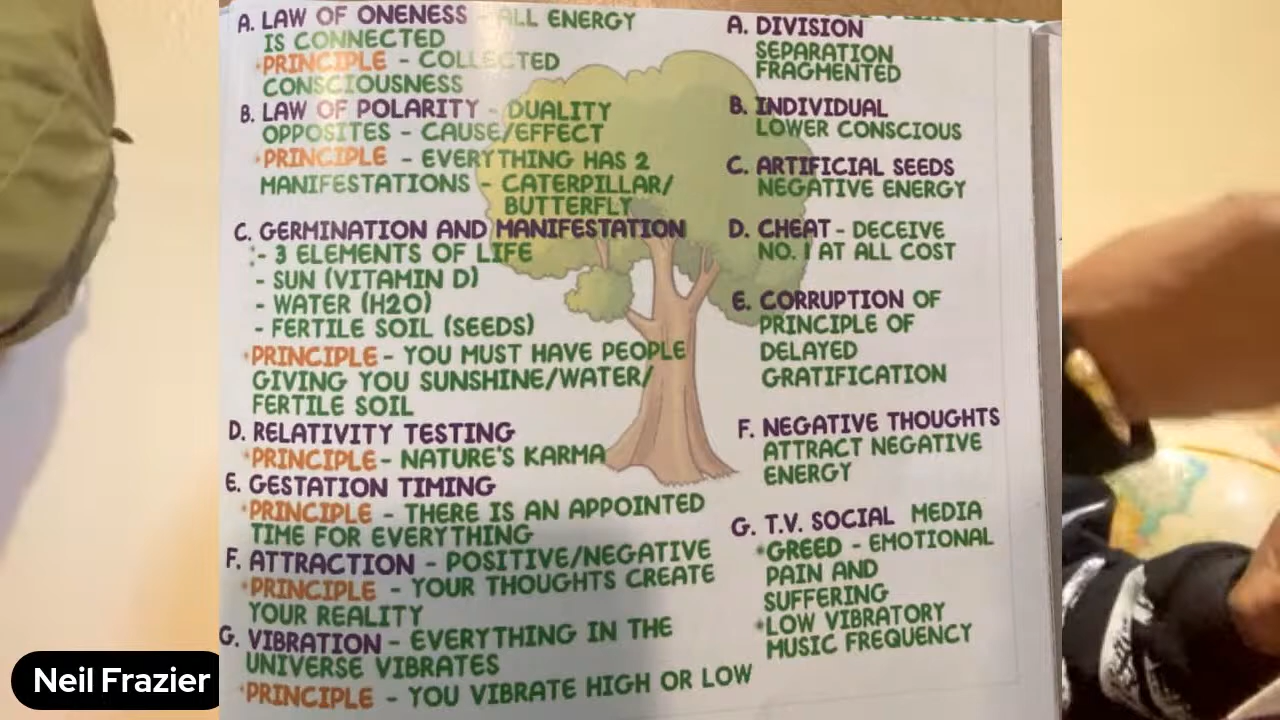 A. LAW OF ONENESS - ALL ENERGY
IS CONNECTED
•PRINCIPLE - COLLECTED
CONSCIOUSNESS
B. LAW OF POLARITY - DUALITY
OPPOSITES - CAUSE/EFFECT
•PRINCIPLE - EVERYTHING HAS 2
MANIFESTATIONS - CATERPILLAR/
BUTTERFLY
C. GERMINATION AND MANIFESTATION
- 3 ELEMENTS OF LIFE
- SUN (VITAMIN D)
- WATER (H2O)
- FERTILE SOIL (SEEDS)
•PRINCIPLE - YOU MUST HAVE PEOPLE
GIVING YOU SUNSHINE/WATER/
FERTILE SOIL
D. RELATIVITY TESTING
•PRINCIPLE - NATURE'S KARMA
E. GESTATION TIMING
•PRINCIPLE - THERE IS AN APPOINTED
TIME FOR EVERYTHING
F. ATTRACTION - POSITIVE/NEGATIVE
•PRINCIPLE - YOUR THOUGHTS CREATE
YOUR REALITY
G. VIBRATION - EVERYTHING IN THE
UNIVERSE VIBRATES
•PRINCIPLE - YOU VIBRATE HIGH OR LOW
A. DIVISION
SEPARATION
FRAGMENTED
B. INDIVIDUAL
LOWER CONSCIOUS
C. ARTIFICIAL SEEDS
NEGATIVE ENERGY
D. CHEAT - DECEIVE
NO. 1 AT ALL COST
E. CORRUPTION OF
PRINCIPLE OF
DELAYED
GRATIFICATION
F. NEGATIVE THOUGHTS
ATTRACT NEGATIVE
ENERGY
G. T.V. SOCIAL MEDIA
•GREED - EMOTIONAL
PAIN AND
SUFFERING
•LOW VIBRATORY
MUSIC FREQUENCY
Neil Frazier